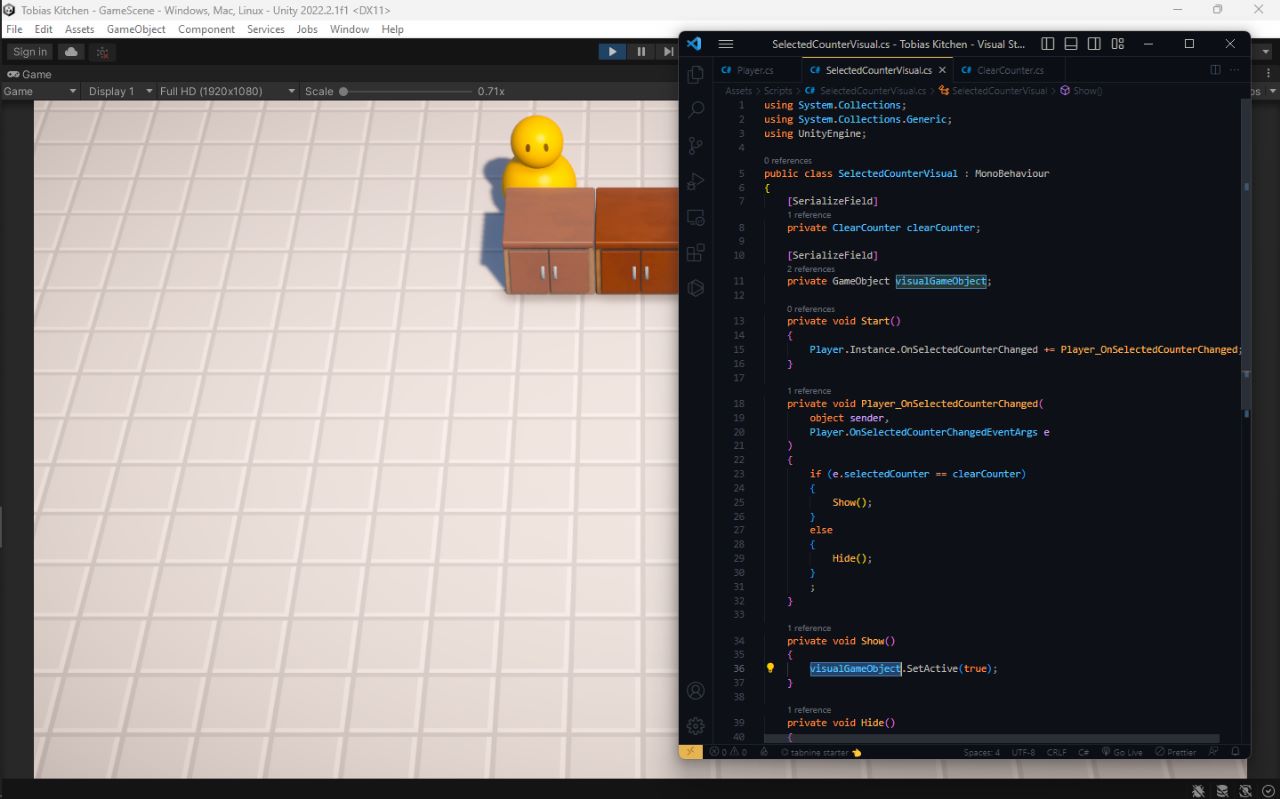 Tobias Kitchen - GameScene - Windows, Mac, Linux - Unity 2022.2.1f1 <DX11>
File Edit Assets GameObject Component Services Jobs Window Help
Sign in
Game
Game Display 1 Full HD (1920x1080) Scale 0.71x
SelectedCounterVisual.cs - Tobias Kitchen - Visual St...
C# Player.cs C# SelectedCounterVisual.cs C# ClearCounter.cs
Assets > Scripts > C# SelectedCounterVisual.cs > SelectedCounterVisual > Show()
1 using System.Collections;
2 using System.Collections.Generic;
3 using UnityEngine;
4
0 references
5 public class SelectedCounterVisual : MonoBehaviour
6 {
7 [SerializeField]
1 reference
8 private ClearCounter clearCounter;
9
10 [SerializeField]
2 references
11 private GameObject visualGameObject;
12
0 references
13 private void Start()
14 {
15 Player.Instance.OnSelectedCounterChanged += Player_OnSelectedCounterChanged;
16 }
17
1 reference
18 private void Player_OnSelectedCounterChanged(
19 object sender,
20 Player.OnSelectedCounterChangedEventArgs e
21 )
22 {
23 if (e.selectedCounter == clearCounter)
24 {
25 Show();
26 }
27 else
28 {
29 Hide();
30 }
31 ;
32 }
33
1 reference
34 private void Show()
35 {
36 visualGameObject.SetActive(true);
37 }
38
1 reference
39 private void Hide()
40 {
0 0 tabnine starter Spaces: 4 UTF-8 CRLF C# Go Live Prettier